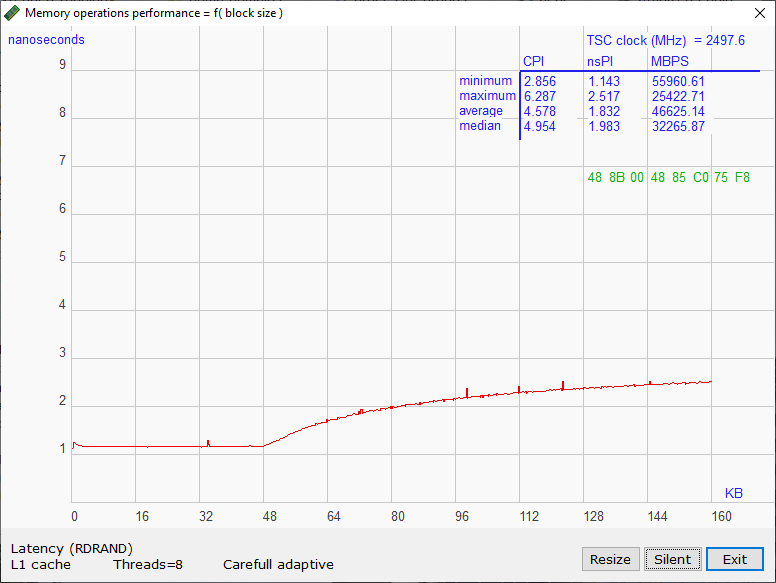 Memory operations performance = f( block size )
nanoseconds
TSC clock (MHz) = 2497.6
CPI nsPI MBPS
minimum 2.856 1.143 55960.61
maximum 6.287 2.517 25422.71
average 4.578 1.832 46625.14
median 4.954 1.983 32265.87
48 8B 00 48 85 C0 75 F8
9
8
7
6
5
4
3
2
1
KB
0 16 32 48 64 80 96 112 128 144 160
Latency (RDRAND)
L1 cache Threads=8 Carefull adaptive
Resize Silent Exit